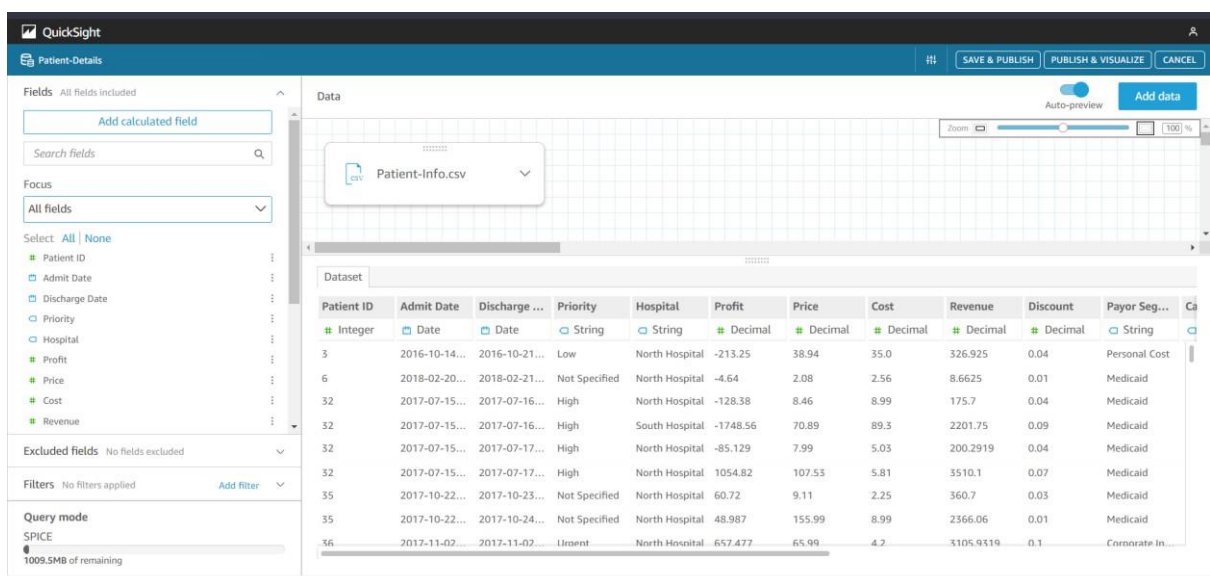 QuickSight
Patient-Details
SAVE & PUBLISH PUBLISH & VISUALIZE CANCEL
Fields All fields included
Add calculated field
Search fields
Focus
All fields
Select All | None
# Patient ID
Admit Date
Discharge Date
Priority
Hospital
# Profit
# Price
# Cost
# Revenue
Excluded fields No fields excluded
Filters No filters applied Add filter
Query mode
SPICE
1009.5MB of remaining
Data
Auto-preview
Add data
Zoom 100 %
CSV Patient-Info.csv
Dataset
Patient ID Admit Date Discharge ... Priority Hospital Profit Price Cost Revenue Discount Payor Seg... Ca
# Integer Date Date String String # Decimal # Decimal # Decimal # Decimal # Decimal String
3 2016-10-14... 2016-10-21... Low North Hospital -213.25 38.94 35.0 326.925 0.04 Personal Cost
6 2018-02-20... 2018-02-21... Not Specified North Hospital -4.64 2.08 2.56 8.6625 0.01 Medicaid
32 2017-07-15... 2017-07-16... High North Hospital -128.38 8.46 8.99 175.7 0.04 Medicaid
32 2017-07-15... 2017-07-16... High South Hospital -1748.56 70.89 89.3 2201.75 0.09 Medicaid
32 2017-07-15... 2017-07-17... High North Hospital -85.129 7.99 5.03 200.2919 0.04 Medicaid
32 2017-07-15... 2017-07-17... High North Hospital 1054.82 107.53 5.81 3510.1 0.07 Medicaid
35 2017-10-22... 2017-10-23... Not Specified North Hospital 60.72 9.11 2.25 360.7 0.03 Medicaid
35 2017-10-22... 2017-10-24... Not Specified North Hospital 48.987 155.99 8.99 2366.06 0.01 Medicaid
36 2017-11-02... 2017-11-02... Urgent North Hospital 657.477 65.99 4.2 3105.9319 0.1 Corporate In...